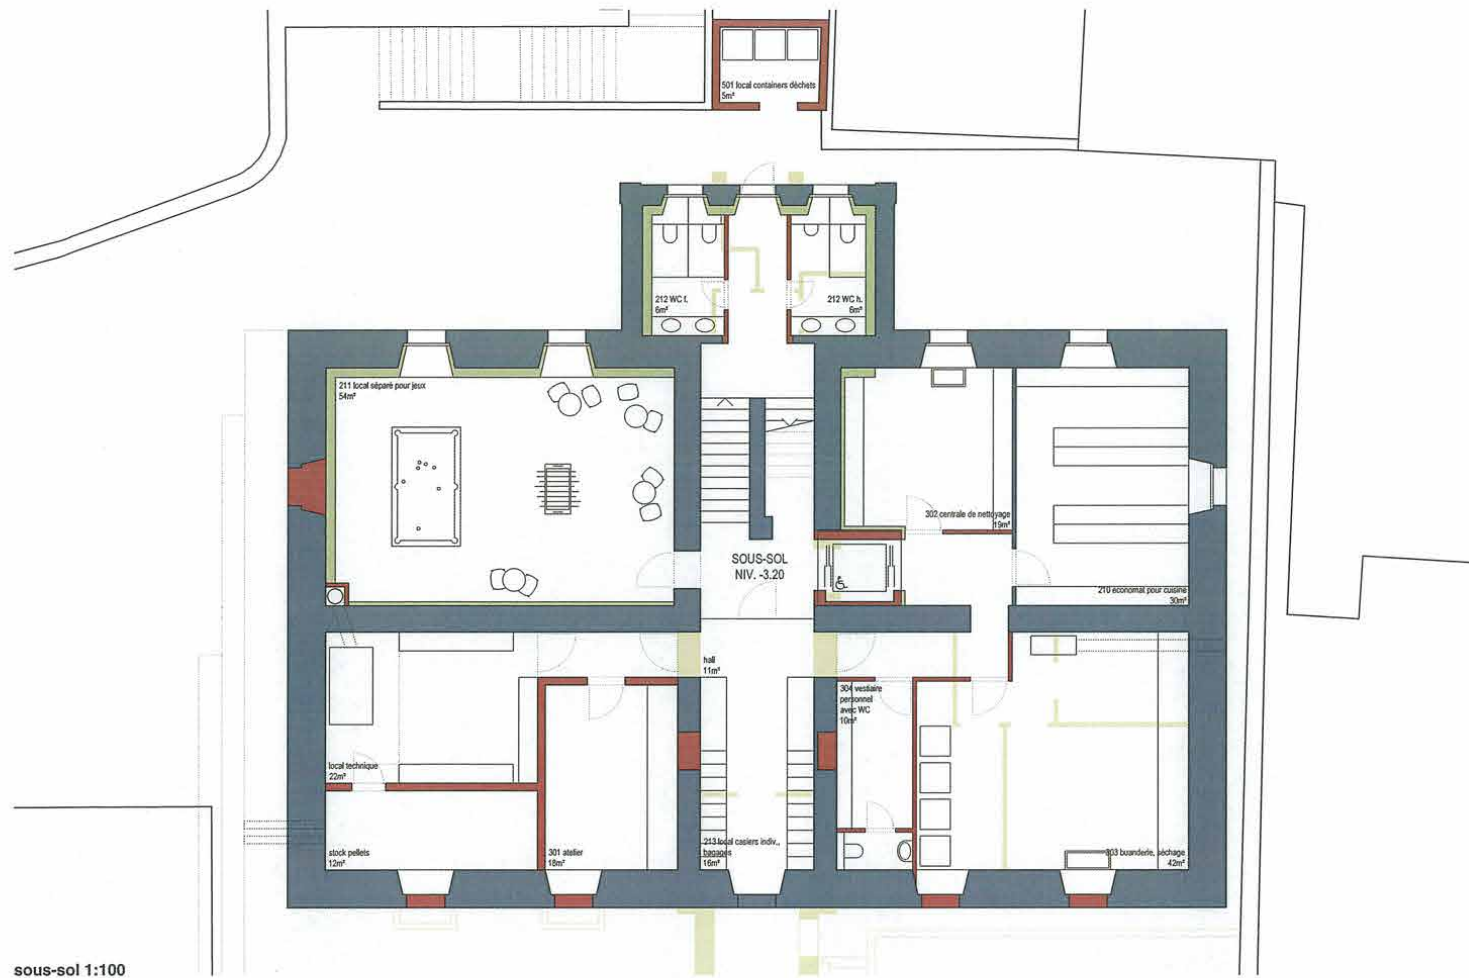 501 local containers déchets
5m²
212 WC f.
6m²
212 WC h.
6m²
211 local séparé pour jeux
54m²
302 centrale de nettoyage
19m²
SOUS-SOL
NIV. -3.20
210 economat pour cuisine
30m²
hall
11m²
304 vestiaire
personnel
avec WC
10m²
local technique
22m²
stock pellets
12m²
301 atelier
18m²
213 local casiers indiv.,
bagages
16m²
303 buanderie, séchage
42m²
sous-sol 1:100